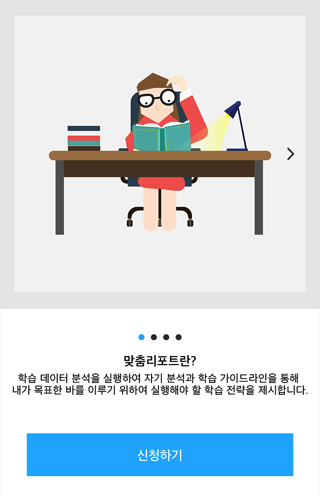 맞춤리포트란?
학습 데이터 분석을 실행하여 자기 분석과 학습 가이드라인을 통해
내가 목표한 바를 이루기 위하여 실행해야 할 학습 전략을 제시합니다.
신청하기